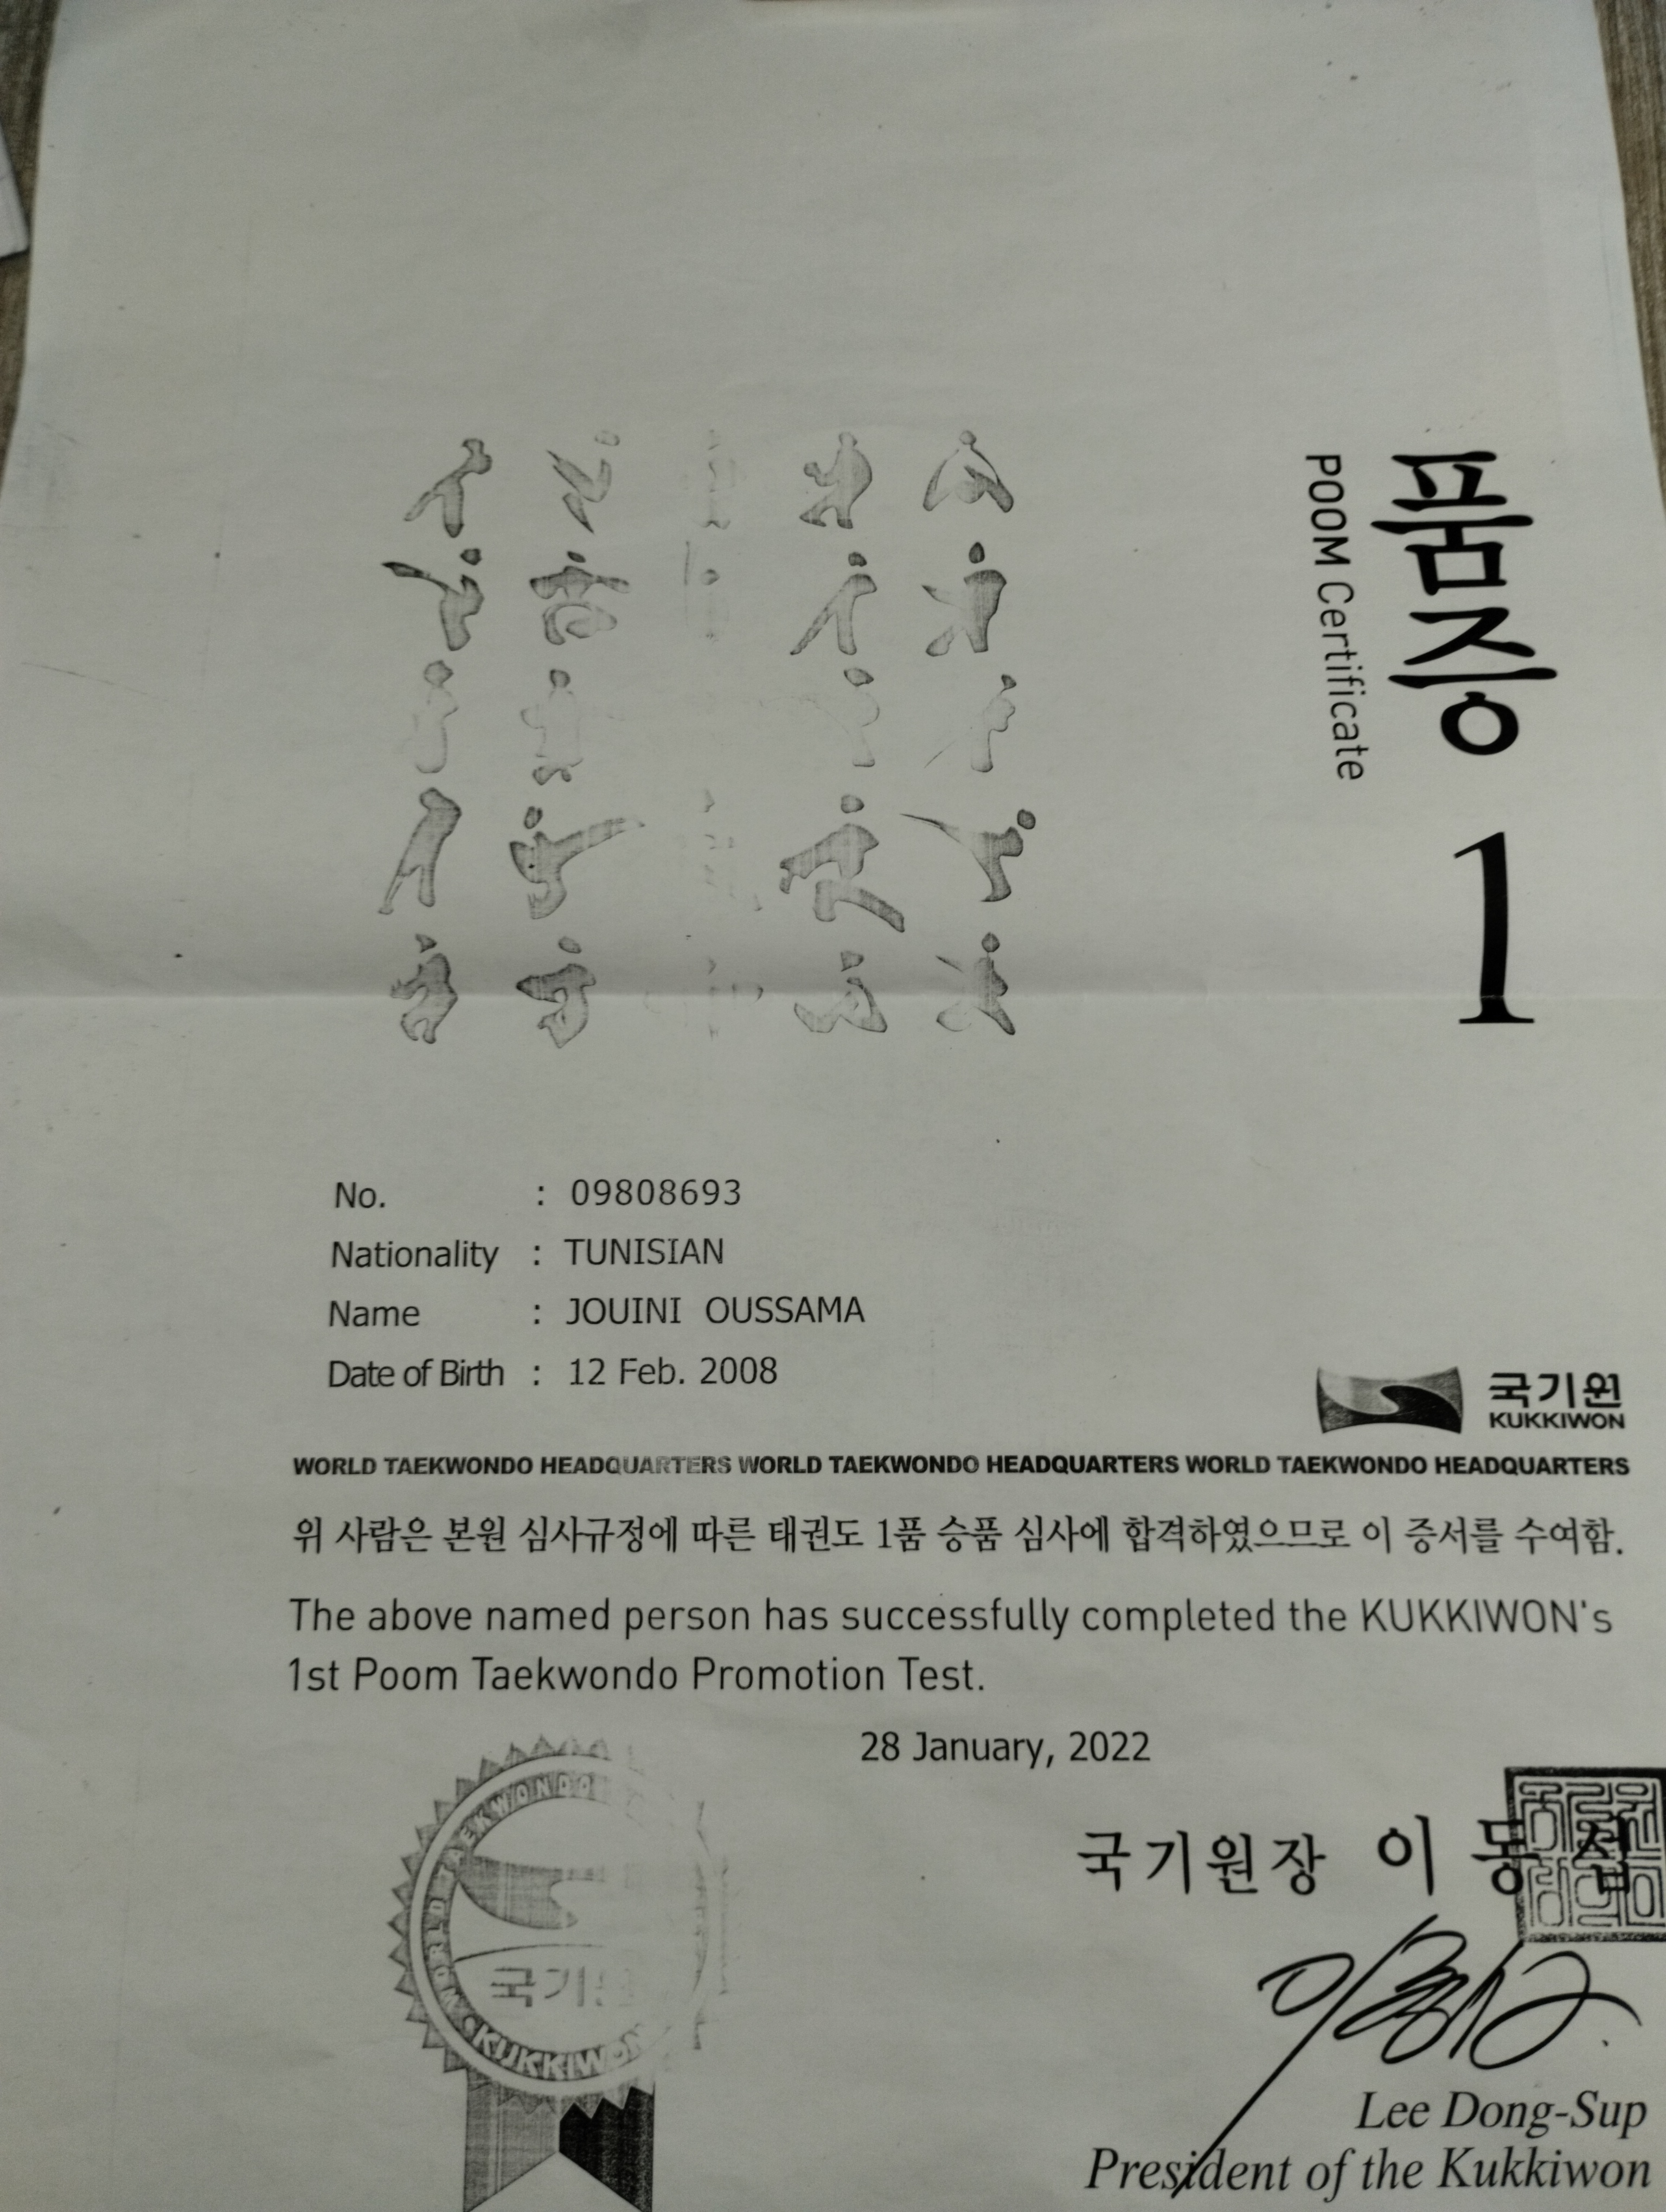 품증 1
POOM Certificate
No. : 09808693
Nationality : TUNISIAN
Name : JOUINI OUSSAMA
Date of Birth : 12 Feb. 2008
국기원
KUKKIWON
WORLD TAEKWONDO HEADQUARTERS WORLD TAEKWONDO HEADQUARTERS WORLD TAEKWONDO HEADQUARTERS
위 사람은 본원 심사규정에 따른 태권도 1품 승품 심사에 합격하였으므로 이 증서를 수여함.
The above named person has successfully completed the KUKKIWON's
1st Poom Taekwondo Promotion Test.
28 January, 2022
WORLD TAEKWONDO
국기
KUKKIWON
국기원장 이 동 섭
Lee Dong-Sup
President of the Kukkiwon